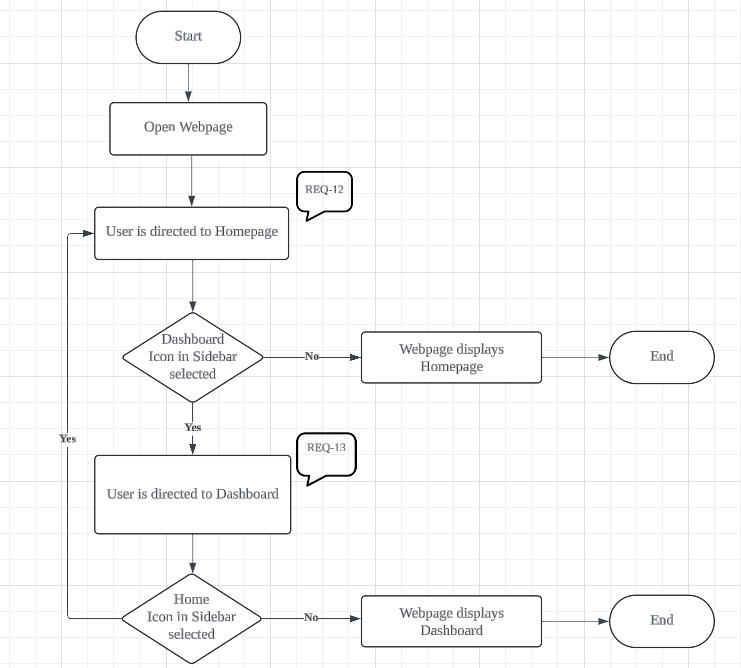 Start
Open Webpage
REQ-12
User is directed to Homepage
Dashboard
Icon in Sidebar
selected
No
Webpage displays
Homepage
End
Yes
Yes
REQ-13
User is directed to Dashboard
Home
Icon in Sidebar
selected
No
Webpage displays
Dashboard
End